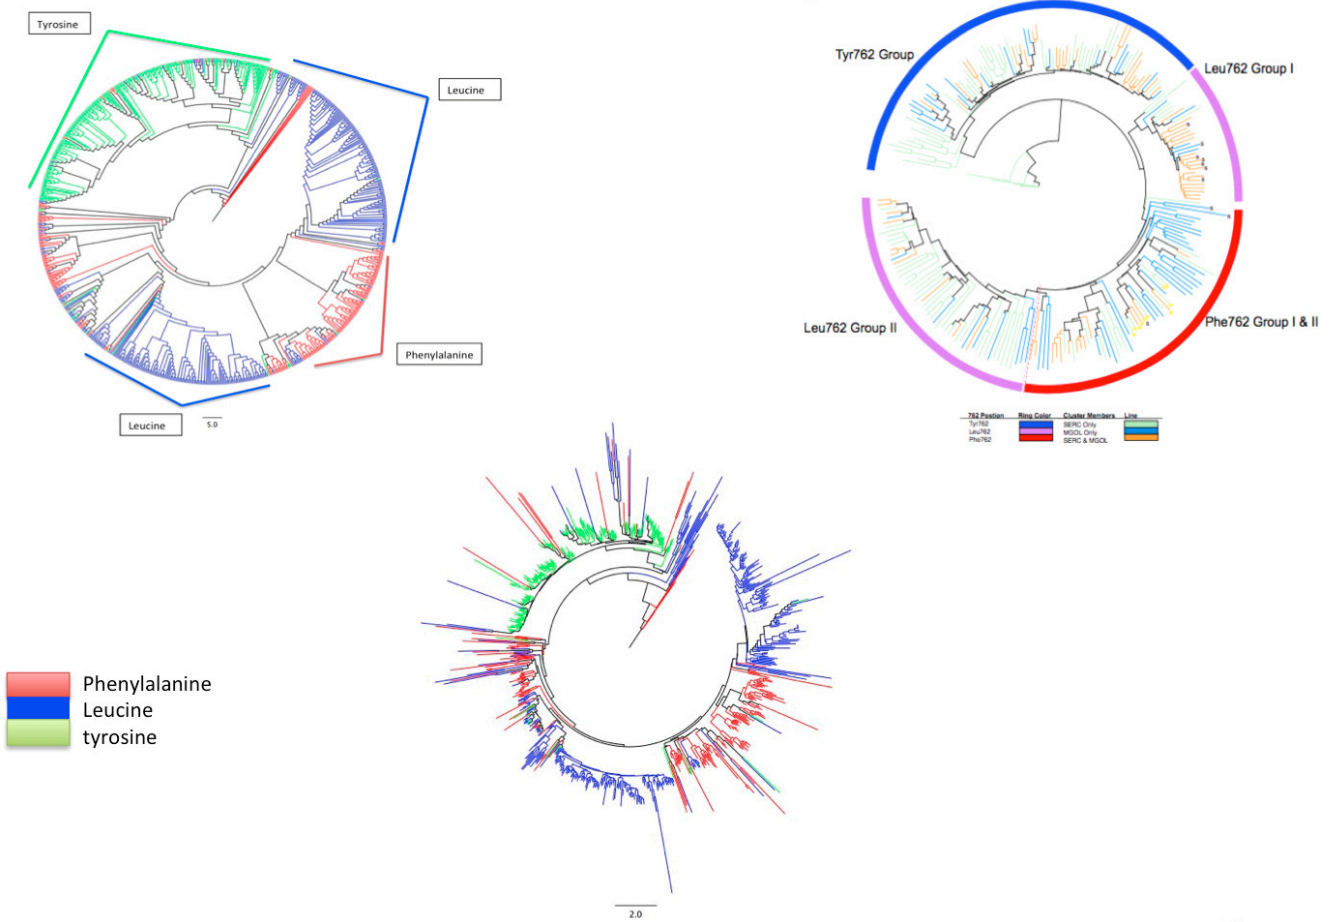 Tyrosine
Leucine
Phenylalanine
Leucine
5.0
Tyr762 Group
Leu762 Group I
Leu762 Group II
Phe762 Group I & II
762 Postion Ring Color Cluster Members Line
Tyr762 SERC Only
Leu762 MGOL Only
Phe762 SERC & MGOL
Phenylalanine
Leucine
tyrosine
2.0